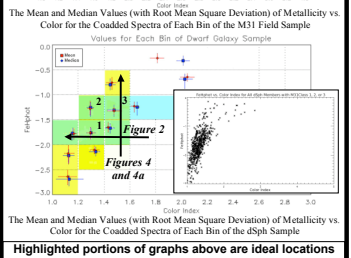 Color Index
The Mean and Median Values (with Root Mean Square Deviation) of Metallicity vs.
Color for the Coadded Spectra of Each Bin of the M31 Field Sample
Values for Each Bin of Dwarf Galaxy Sample
0.0
Mean
Median
−0.5
−1.0
−1.5
−2.0
−2.5
−3.0
Fe/Hphot
2
3
1
Figure 2
Figures 4
and 4a
Color Index
1.0 1.2 1.4 1.6 1.8 2.0 2.2 2.4 2.6 2.8 3.0
Color Index
The Mean and Median Values (with Root Mean Square Deviation) of Metallicity vs.
Color for the Coadded Spectra of Each Bin of the dSph Sample
Highlighted portions of graphs above are ideal locations